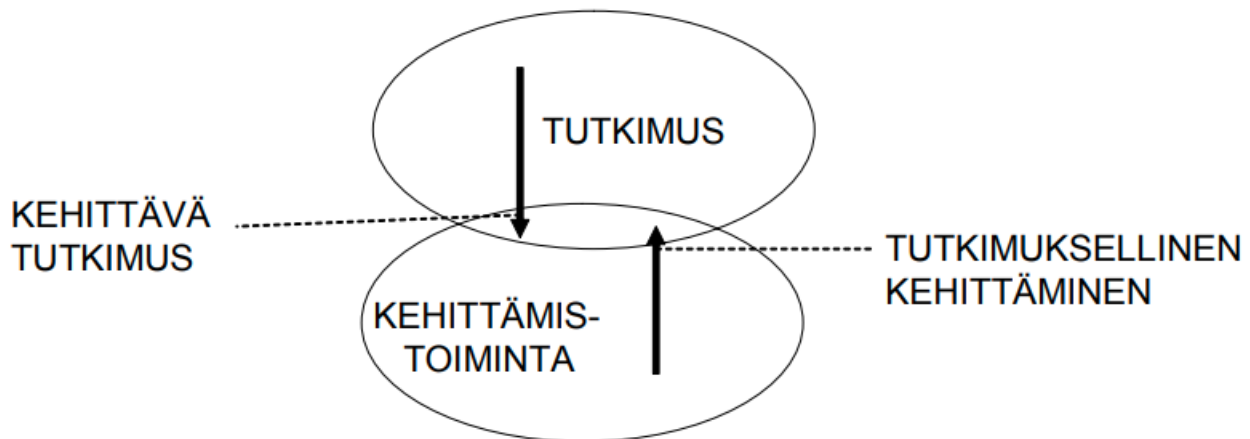 TUTKIMUS
KEHITTÄVÄ
TUTKIMUS
TUTKIMUKSELLINEN
KEHITTÄMINEN
KEHITTÄMIS-
TOIMINTA